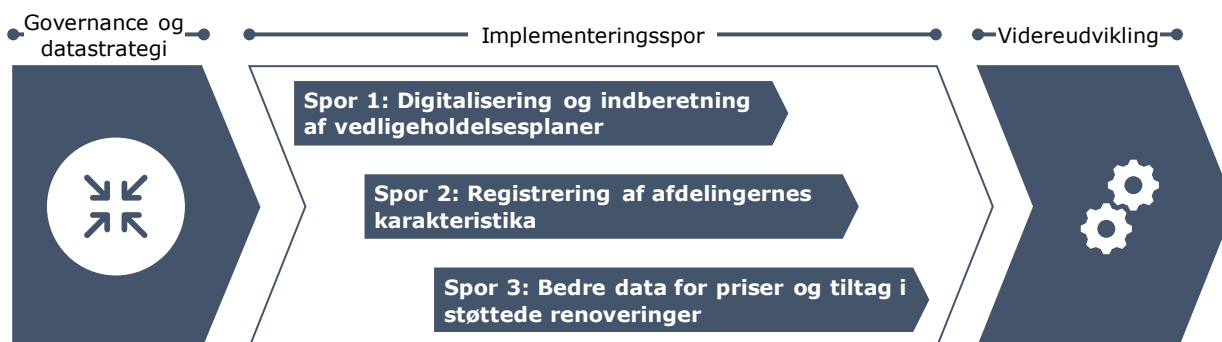 Governance og
datastrategi
Implementeringsspor
Videreudvikling
Spor 1: Digitalisering og indberetning
af vedligeholdelsesplaner
Spor 2: Registrering af afdelingernes
karakteristika
Spor 3: Bedre data for priser og tiltag i
støttede renoveringer